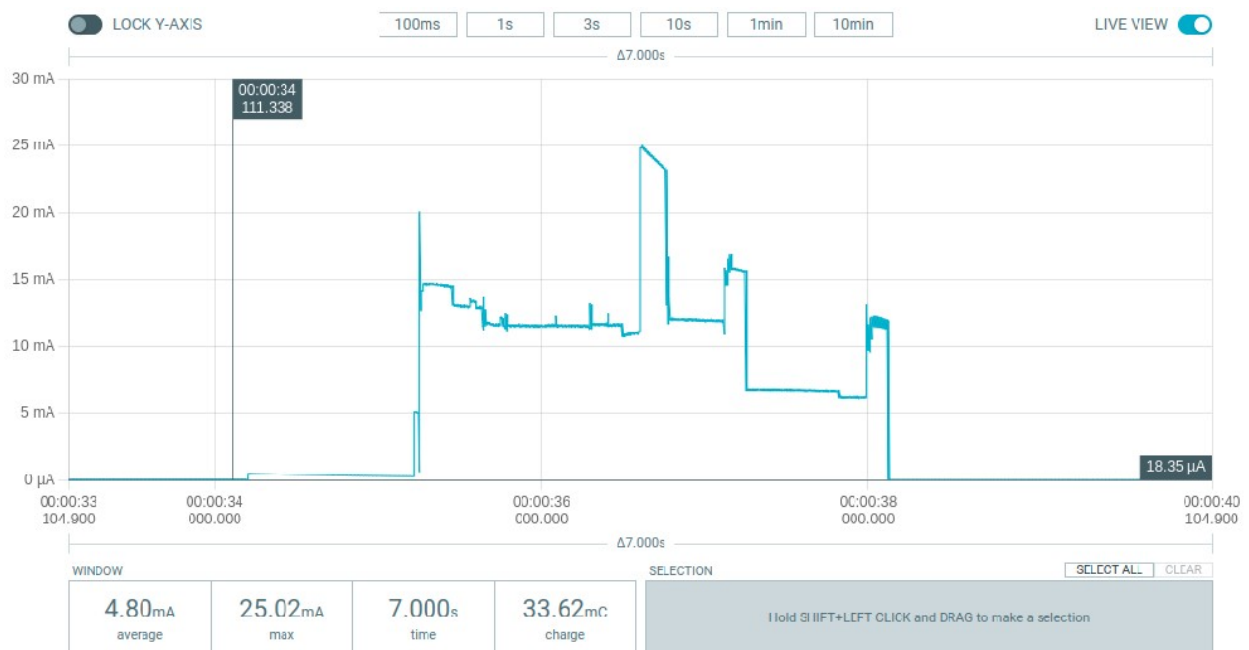 LOCK Y-AXIS
100ms
1s
3s
10s
1min
10min
LIVE VIEW
Δ7.000s
30 mA
25 mA
20 mA
15 mA
10 mA
5 mA
0 µA
00:00:34
111.338
18.35 µA
00:00:33
104.900
00:00:34
000.000
00:00:36
000.000
00:00:38
000.000
00:00:40
104.900
Δ7.000s
WINDOW
4.80mA
average
25.02mA
max
7.000s
time
33.62mC
charge
SELECTION
SELECT ALL
CLEAR
Hold SHIFT+LEFT CLICK and DRAG to make a selection